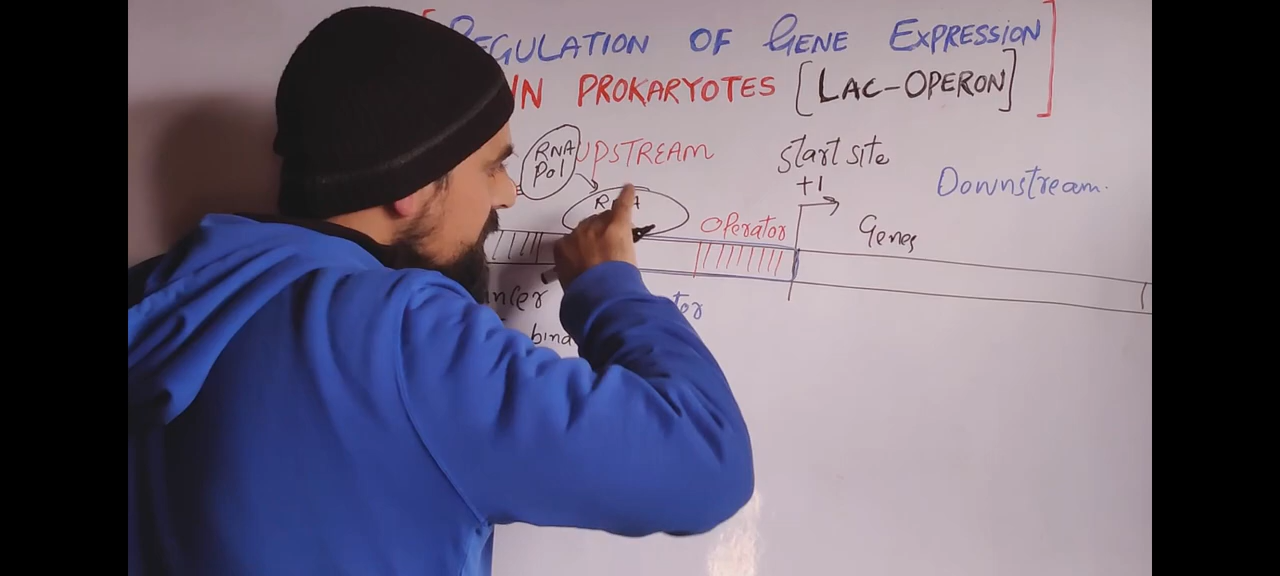 REGULATION OF GENE EXPRESSION
IN PROKARYOTES [LAC-OPERON]
RNA
Pol
UPSTREAM
Start site
+1
Downstream.
Operator
Genes